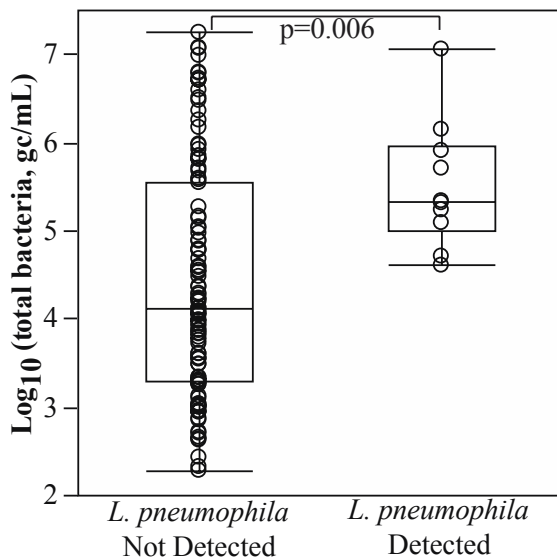 p=0.006
Log10 (total bacteria, gc/mL)
7
6
5
4
3
2
L. pneumophila
Not Detected
L. pneumophila
Detected